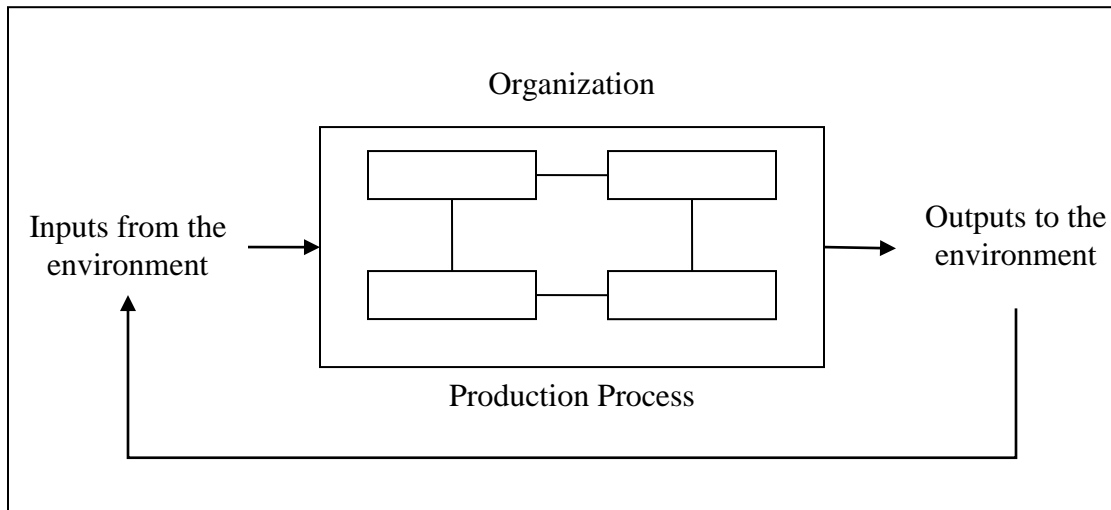 Organization
Inputs from the
environment
Outputs to the
environment
Production Process